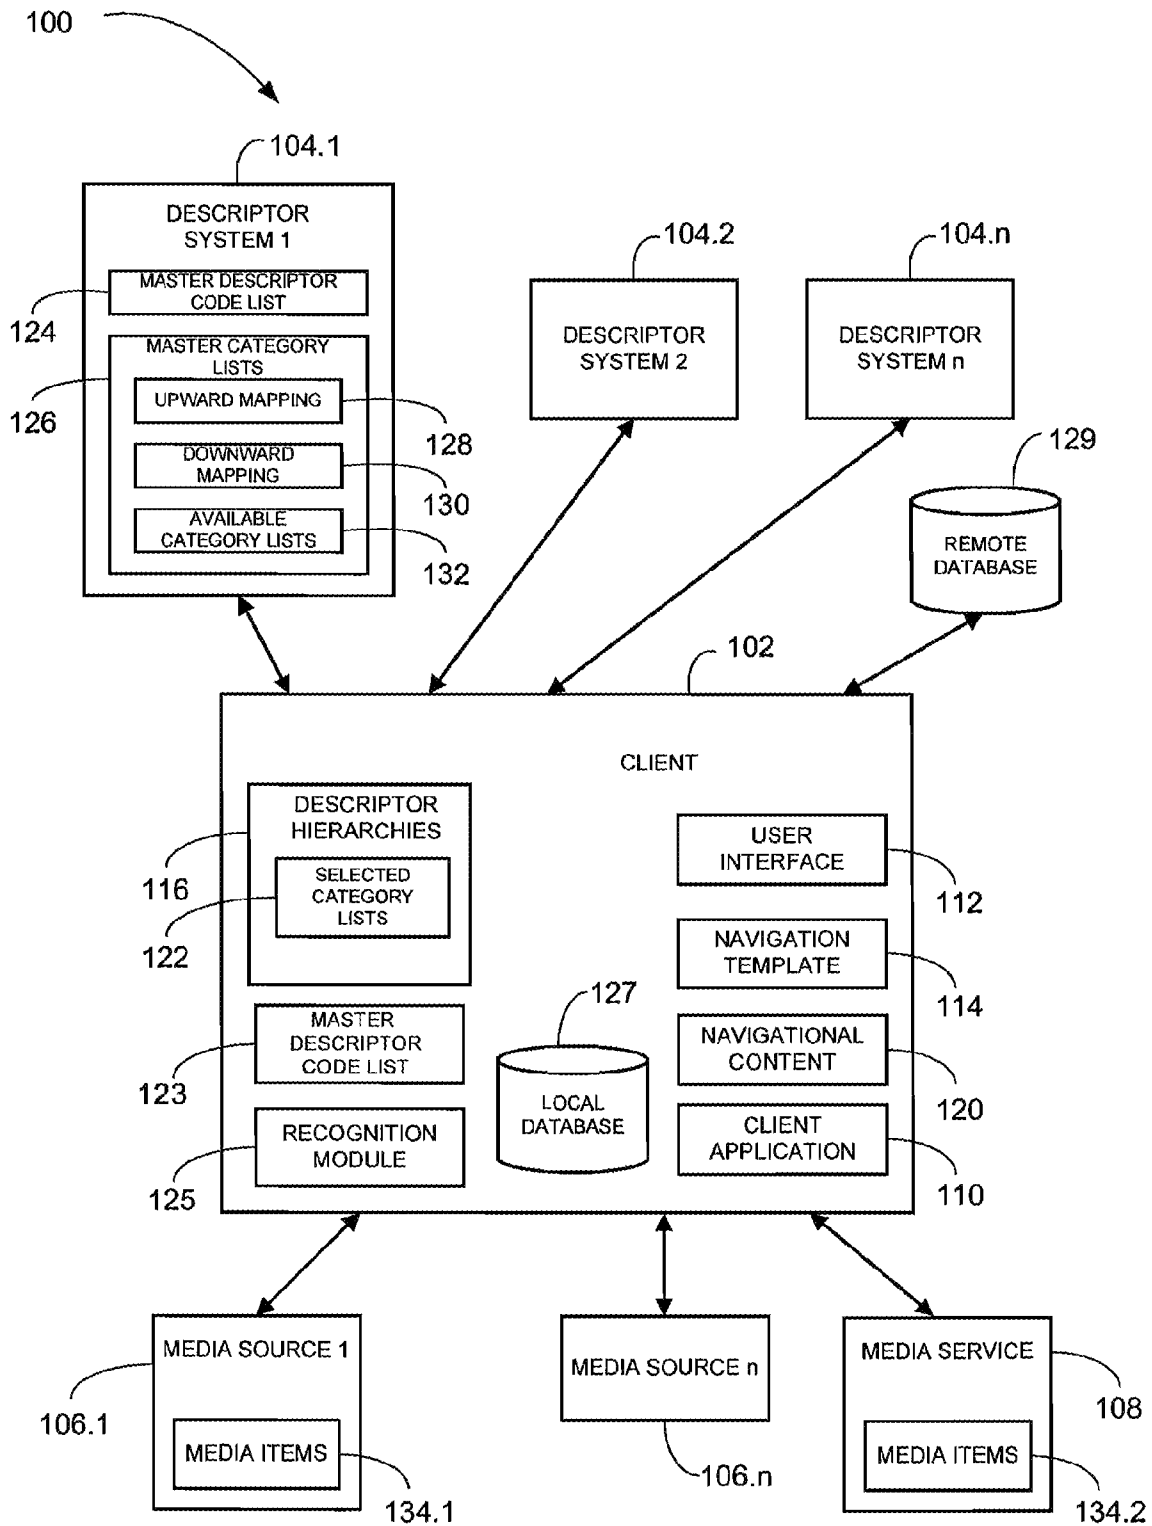 100
104.1
DESCRIPTOR
SYSTEM 1
MASTER DESCRIPTOR
CODE LIST
124
MASTER CATEGORY
LISTS
126
UPWARD MAPPING
128
DOWNWARD
MAPPING
130
AVAILABLE
CATEGORY LISTS
132
104.2
DESCRIPTOR
SYSTEM 2
104.n
DESCRIPTOR
SYSTEM n
129
REMOTE
DATABASE
102
CLIENT
DESCRIPTOR
HIERARCHIES
116
SELECTED
CATEGORY
LISTS
122
MASTER
DESCRIPTOR
CODE LIST
123
RECOGNITION
MODULE
125
127
LOCAL
DATABASE
USER
INTERFACE
112
NAVIGATION
TEMPLATE
114
NAVIGATIONAL
CONTENT
120
CLIENT
APPLICATION
110
MEDIA SOURCE 1
106.1
MEDIA ITEMS
134.1
MEDIA SOURCE n
106.n
MEDIA SERVICE
108
MEDIA ITEMS
134.2